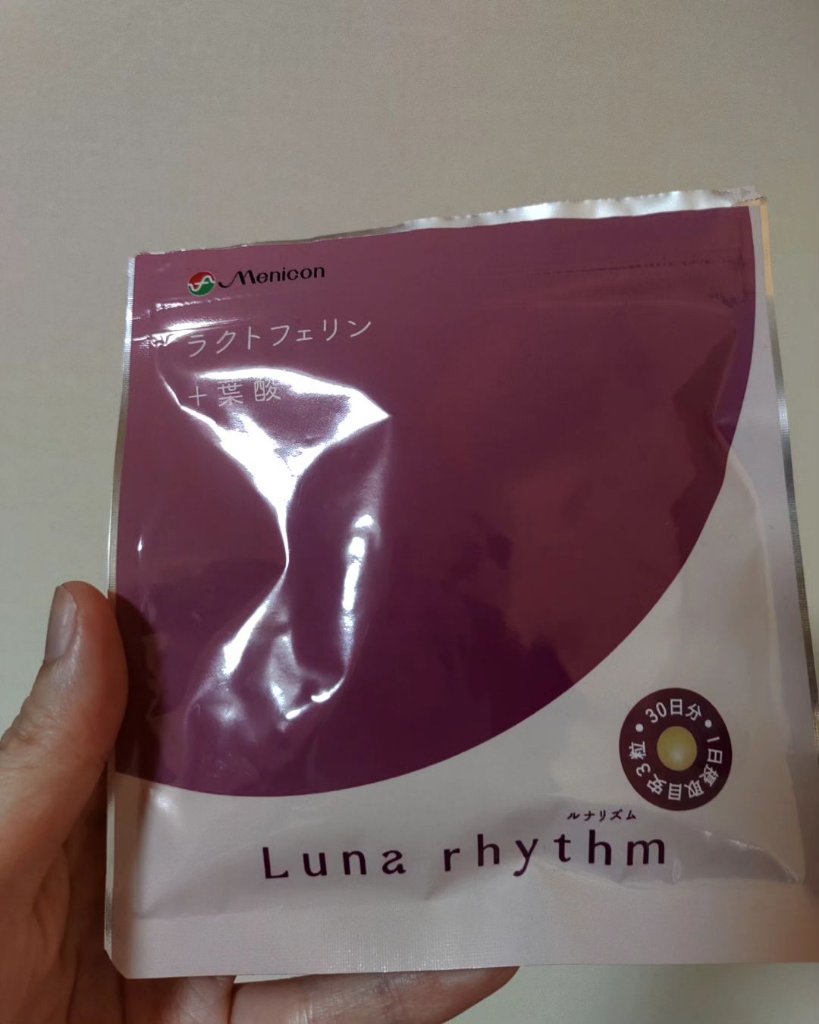 Menicon
ラクトフェリン
+葉酸
30日分・1日摂取目安3粒・
ルナリズム
Luna rhythm